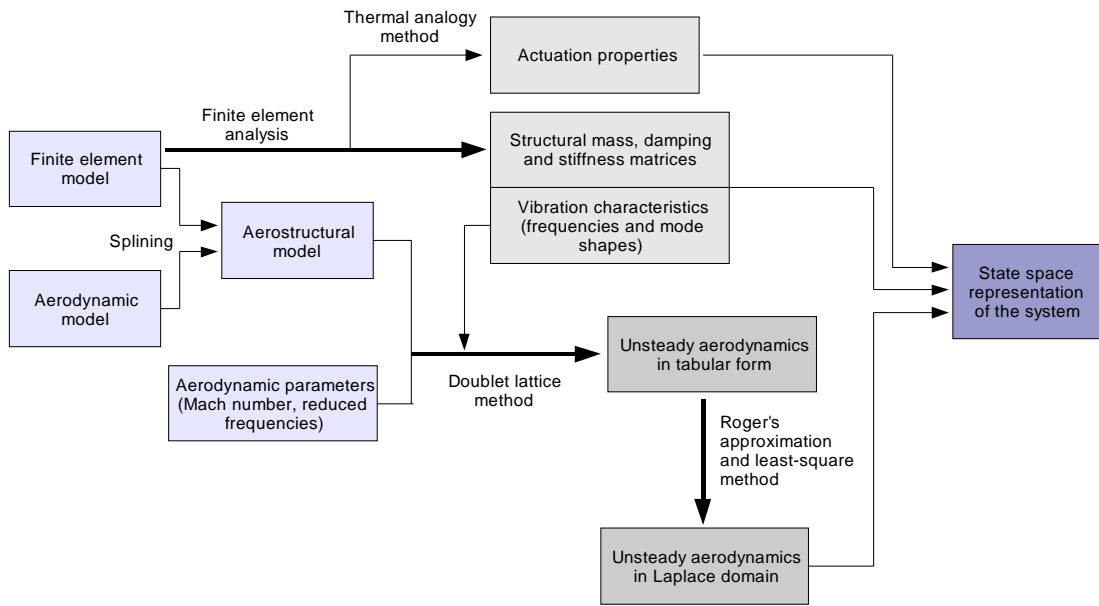 Thermal analogy
method
Actuation properties
Finite element
analysis
Structural mass, damping
and stiffness matrices
Finite element
model
Vibration characteristics
(frequencies and mode
shapes)
Splining
Aerostructural
model
Aerodynamic
model
State space
representation
of the system
Unsteady aerodynamics
in tabular form
Doublet lattice
method
Aerodynamic parameters
(Mach number, reduced
frequencies)
Roger's
approximation
and least-square
method
Unsteady aerodynamics
in Laplace domain